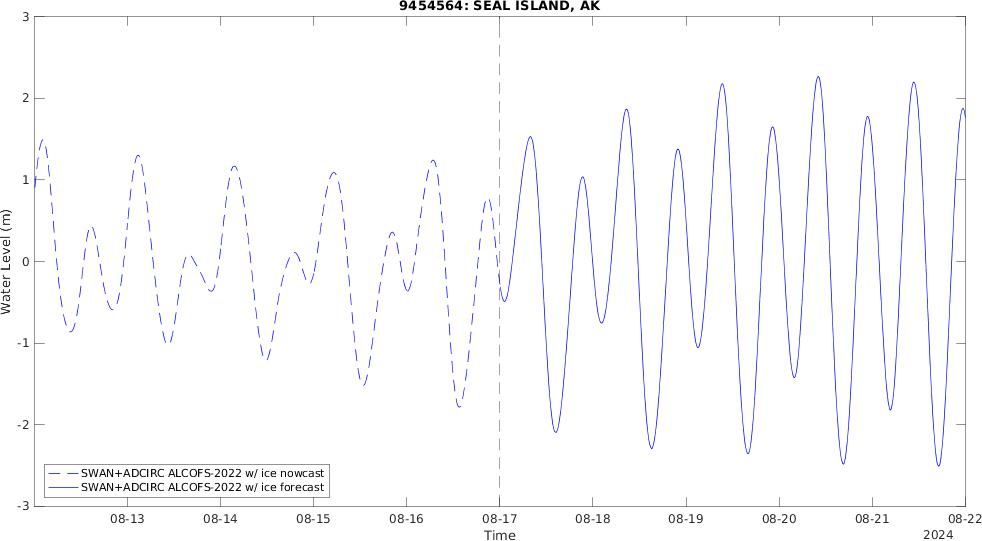 9454564: SEAL ISLAND, AK
3
2
1
0
-1
-2
-3
Water Level (m)
SWAN+ADCIRC ALCOFS-2022 w/ ice nowcast
SWAN+ADCIRC ALCOFS-2022 w/ ice forecast
08-13 08-14 08-15 08-16 08-17 08-18 08-19 08-20 08-21 08-22
Time
2024